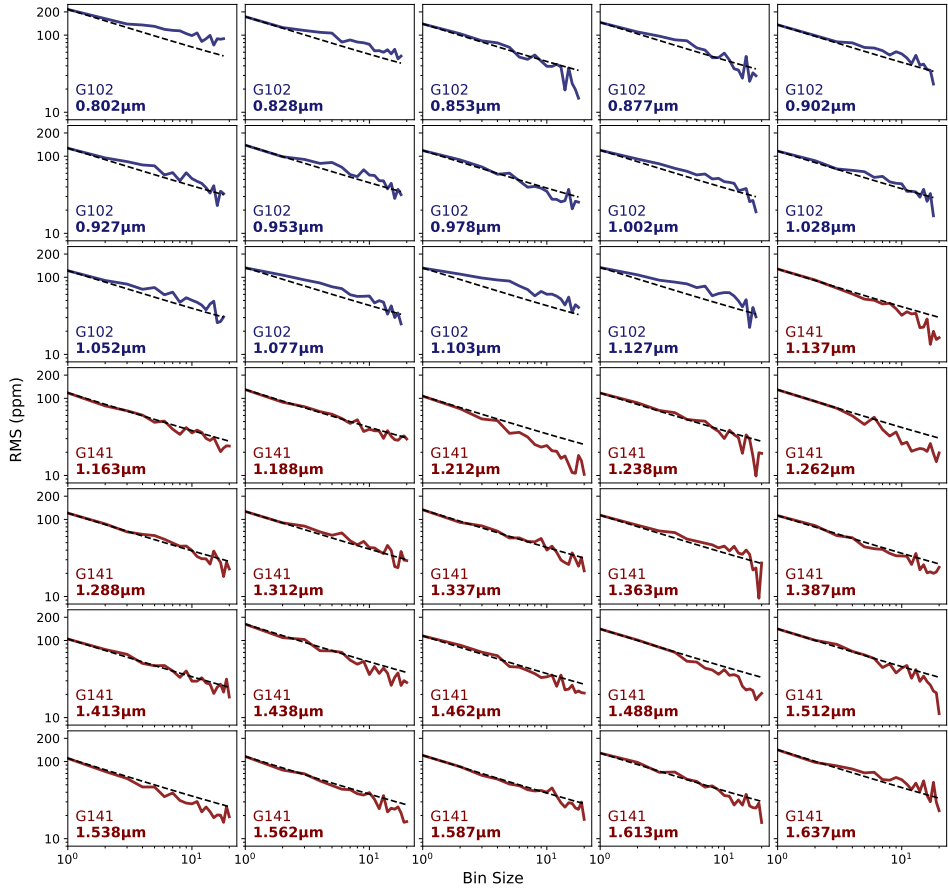 200
100
10
G102
0.802μm
G102
0.828μm
G102
0.853μm
G102
0.877μm
G102
0.902μm
200
100
10
G102
0.927μm
G102
0.953μm
G102
0.978μm
G102
1.002μm
G102
1.028μm
200
100
10
G102
1.052μm
G102
1.077μm
G102
1.103μm
G102
1.127μm
G141
1.137μm
RMS (ppm)
200
100
10
G141
1.163μm
G141
1.188μm
G141
1.212μm
G141
1.238μm
G141
1.262μm
200
100
10
G141
1.288μm
G141
1.312μm
G141
1.337μm
G141
1.363μm
G141
1.387μm
200
100
10
G141
1.413μm
G141
1.438μm
G141
1.462μm
G141
1.488μm
G141
1.512μm
200
100
10
G141
1.538μm
G141
1.562μm
G141
1.587μm
G141
1.613μm
G141
1.637μm
10⁰ 10¹ 10⁰ 10¹ 10⁰ 10¹ 10⁰ 10¹ 10⁰ 10¹
Bin Size